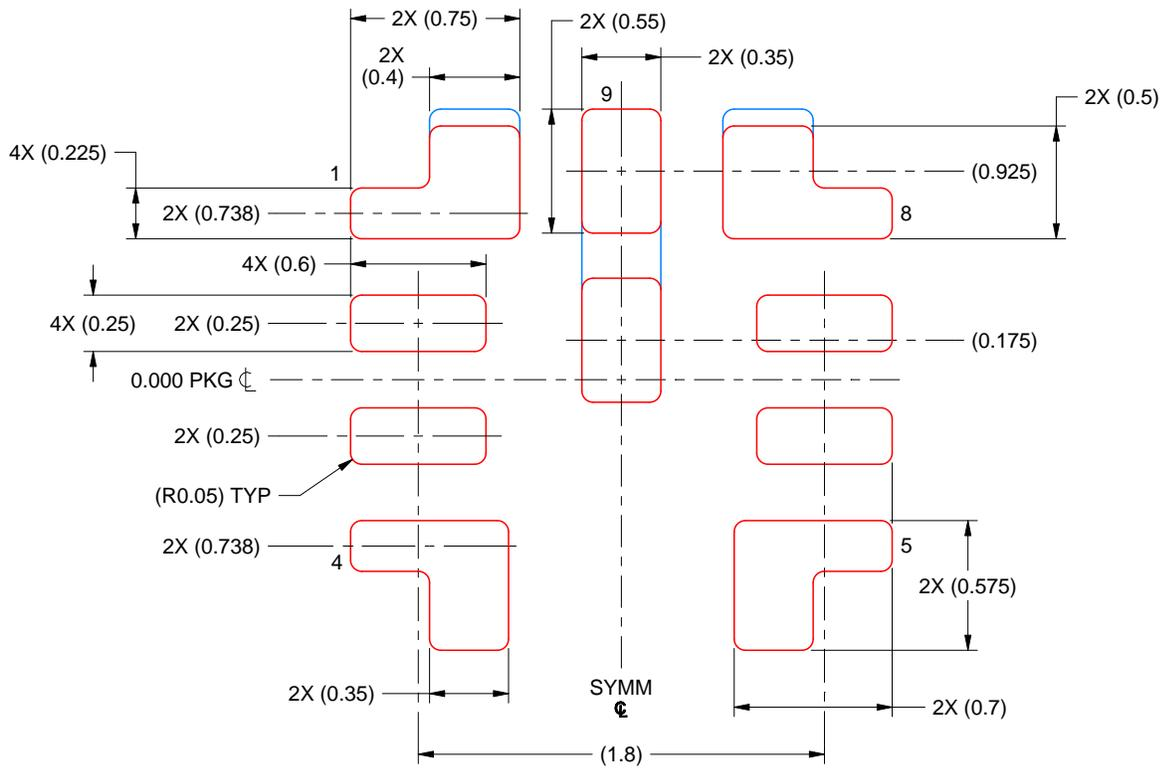 2X (0.75)
2X (0.55)
2X
(0.4)
2X (0.35)
9
2X (0.5)
4X (0.225)
1
(0.925)
2X (0.738)
8
4X (0.6)
4X (0.25)
2X (0.25)
(0.175)
0.000 PKG ℄
2X (0.25)
(R0.05) TYP
2X (0.738)
4
5
2X (0.575)
2X (0.35)
SYMM
℄
2X (0.7)
(1.8)